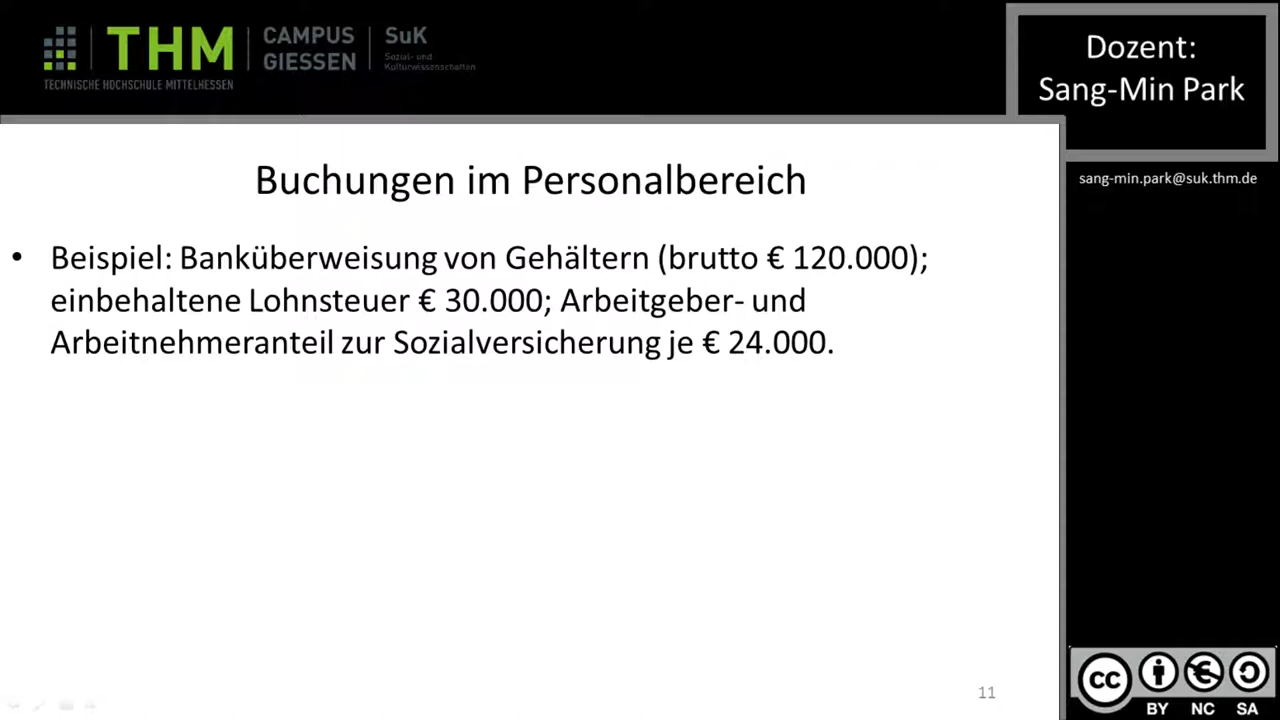 THM
TECHNISCHE HOCHSCHULE MITTELHESSEN
CAMPUS
GIESSEN
SuK
Sozial- und
Kulturwissenschaften
Dozent:
Sang-Min Park
sang-min.park@suk.thm.de
Buchungen im Personalbereich
• Beispiel: Banküberweisung von Gehältern (brutto € 120.000);
einbehaltene Lohnsteuer € 30.000; Arbeitgeber- und
Arbeitnehmeranteil zur Sozialversicherung je € 24.000.
11
CC
BY NC SA